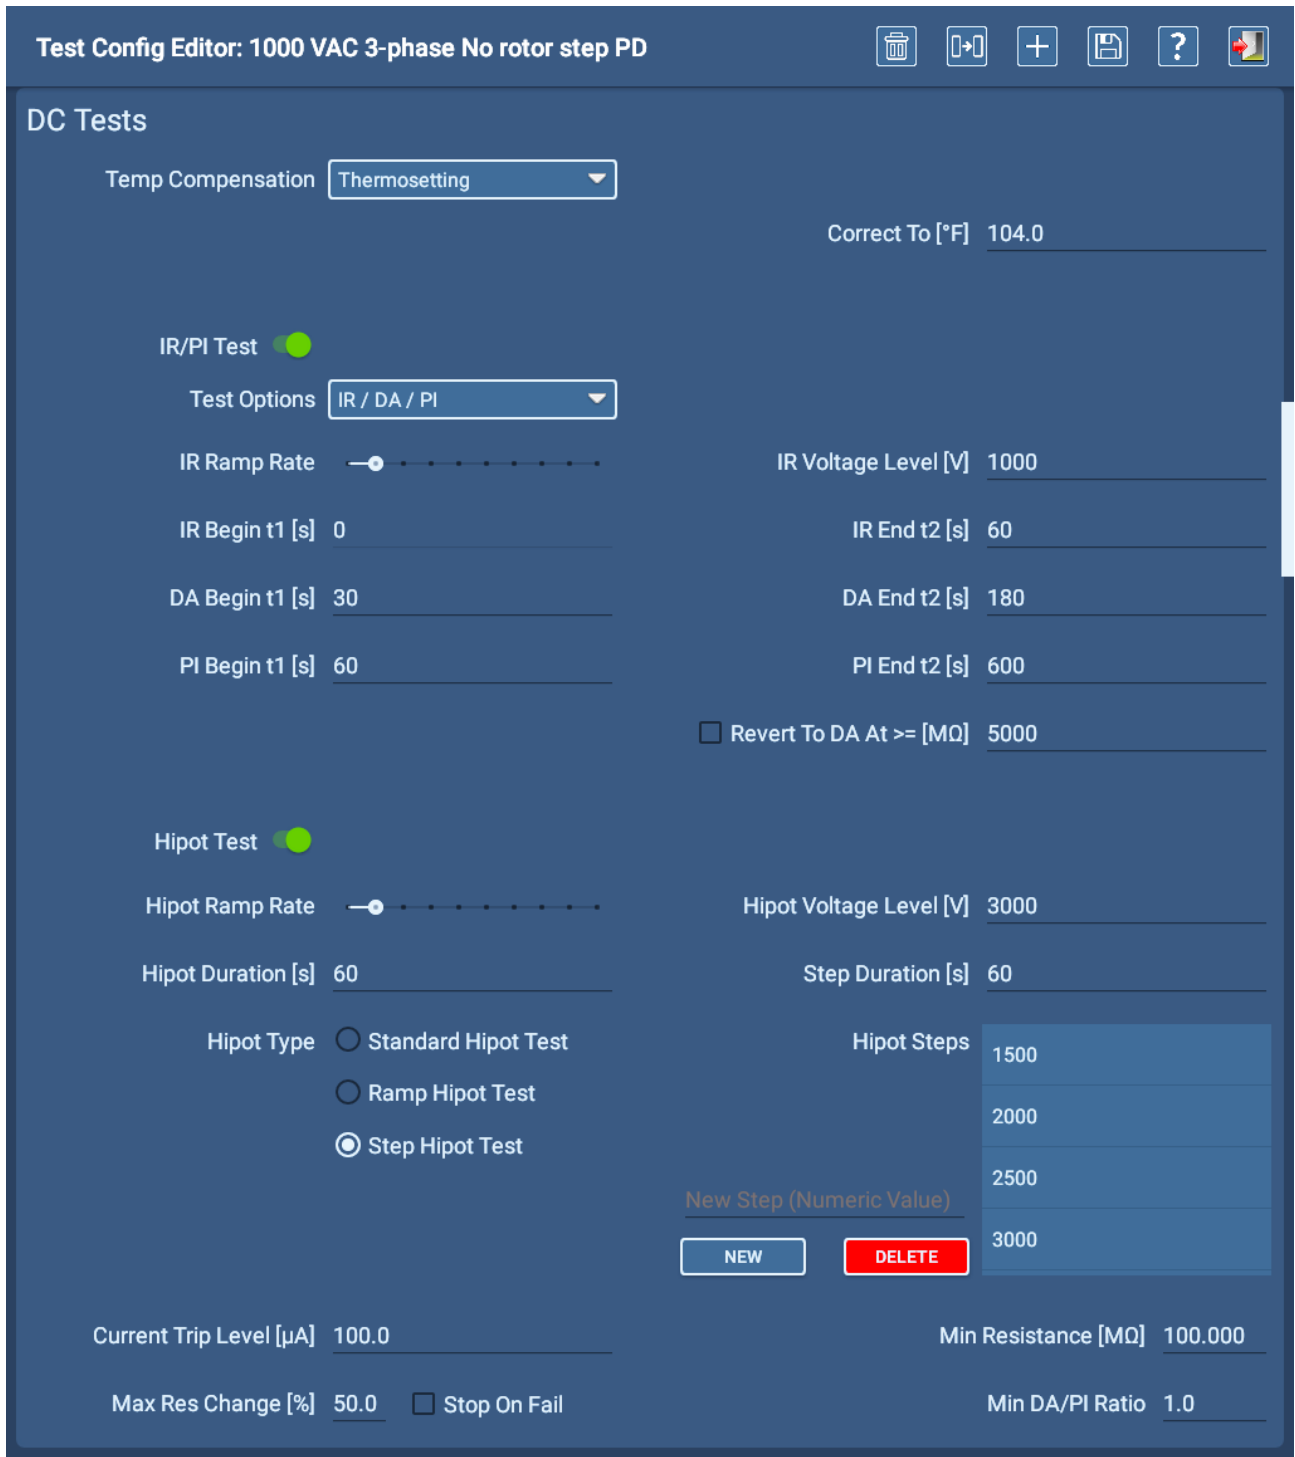 Test Config Editor: 1000 VAC 3-phase No rotor step PD
?
DC Tests
Temp Compensation Thermosetting
Correct To [°F] 104.0
IR/PI Test
Test Options IR / DA / PI
IR Ramp Rate IR Voltage Level [V] 1000
IR Begin t1 [s] 0 IR End t2 [s] 60
DA Begin t1 [s] 30 DA End t2 [s] 180
PI Begin t1 [s] 60 PI End t2 [s] 600
Revert To DA At >= [MΩ] 5000
Hipot Test
Hipot Ramp Rate Hipot Voltage Level [V] 3000
Hipot Duration [s] 60 Step Duration [s] 60
Hipot Type Standard Hipot Test Hipot Steps 1500
Ramp Hipot Test 2000
Step Hipot Test 2500
New Step (Numeric Value)
3000
NEW DELETE
Current Trip Level [µA] 100.0 Min Resistance [MΩ] 100.000
Max Res Change [%] 50.0 Stop On Fail Min DA/PI Ratio 1.0